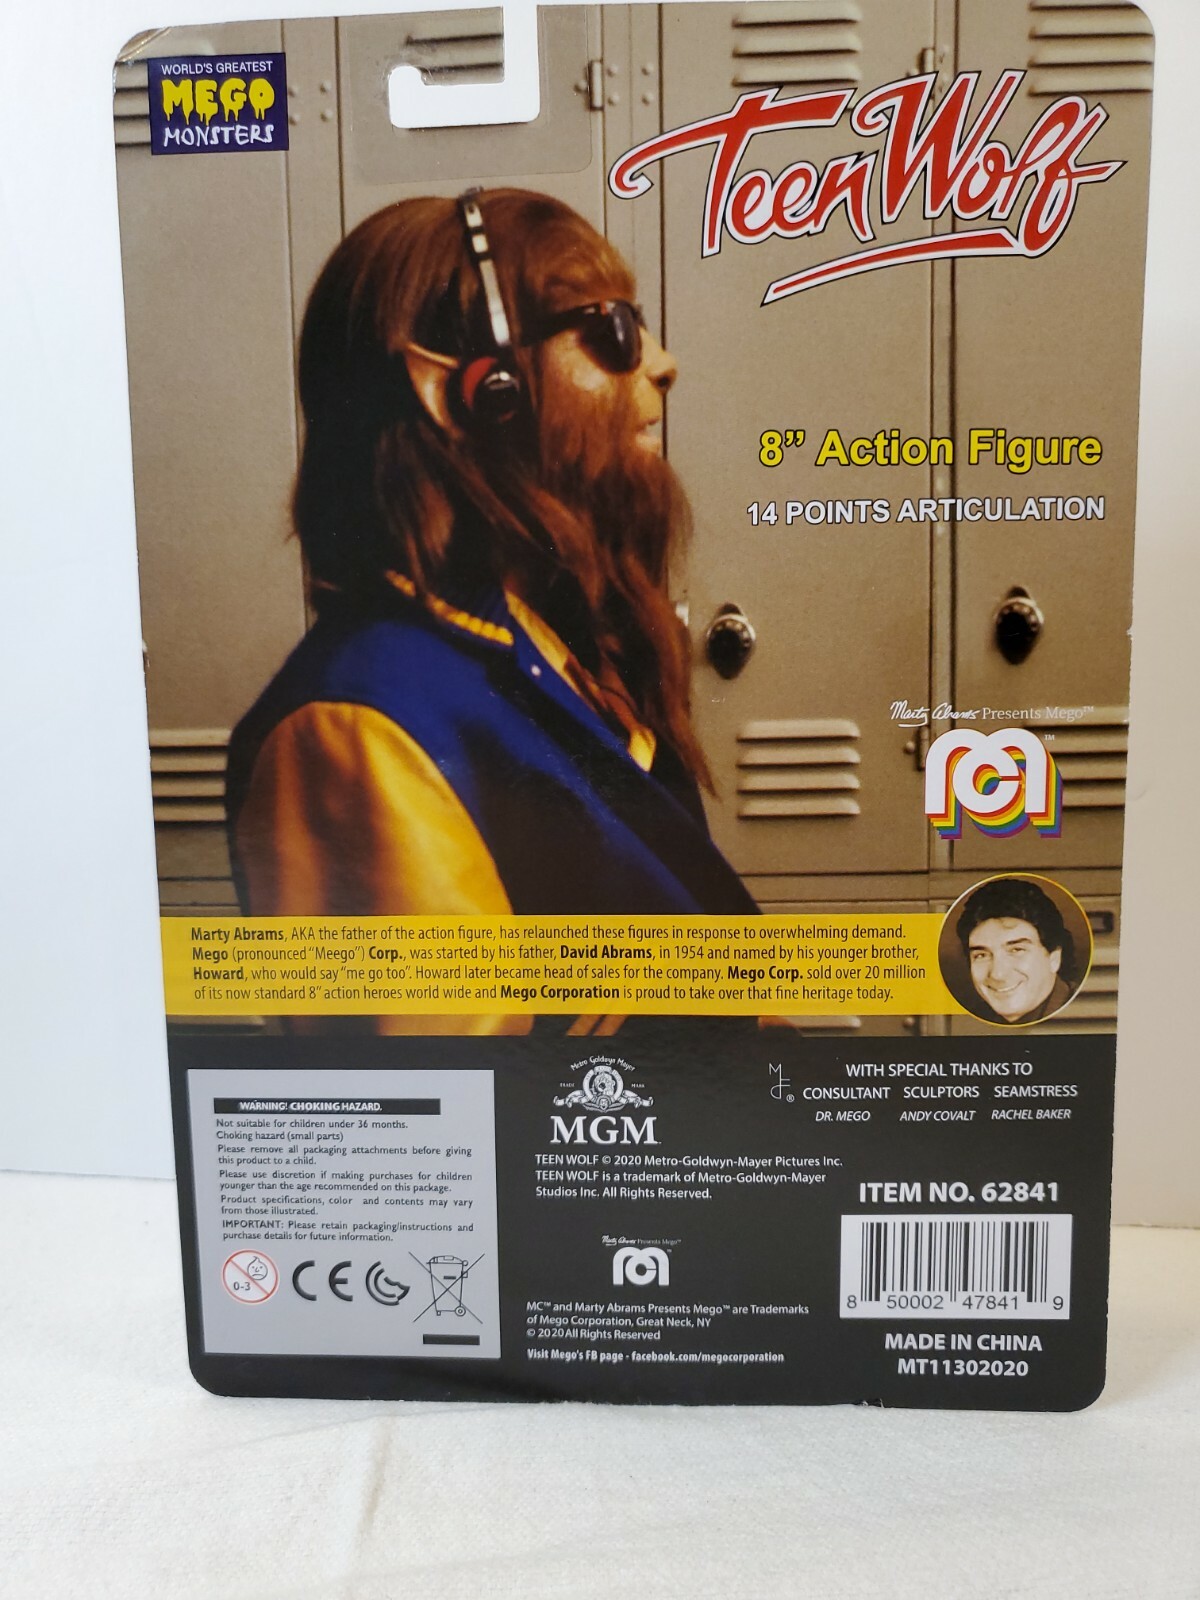 WORLD'S GREATEST
MEGO
MONSTERS
Teen Wolf
8” Action Figure
14 POINTS ARTICULATION
Marty Abrams Presents Mego™
TM
Marty Abrams, AKA the father of the action figure, has relaunched these figures in response to overwhelming demand.
Mego (pronounced “Meego”) Corp., was started by his father, David Abrams, in 1954 and named by his younger brother,
Howard, who would say “me go too”. Howard later became head of sales for the company. Mego Corp. sold over 20 million
of its now standard 8” action heroes world wide and Mego Corporation is proud to take over that fine heritage today.
WARNING! CHOKING HAZARD.
Not suitable for children under 36 months.
Choking hazard (small parts)
Please remove all packaging attachments before giving
this product to a child.
Please use discretion if making purchases for children
younger than the age recommended on this package.
Product specifications, color and contents may vary
from those illustrated.
IMPORTANT: Please retain packaging/instructions and
purchase details for future information.
0-3
CE
Metro Goldwyn Mayer
TRADE MARK
MGM
TEEN WOLF © 2020 Metro-Goldwyn-Mayer Pictures Inc.
TEEN WOLF is a trademark of Metro-Goldwyn-Mayer
Studios Inc. All Rights Reserved.
Marty Abrams Presents Mego™
MC™ and Marty Abrams Presents Mego™ are Trademarks
of Mego Corporation, Great Neck, NY
© 2020 All Rights Reserved
Visit Mego's FB page - facebook.com/megocorporation
®
WITH SPECIAL THANKS TO
CONSULTANT SCULPTORS SEAMSTRESS
DR. MEGO ANDY COVALT RACHEL BAKER
ITEM NO. 62841
8 50002 47841 9
MADE IN CHINA
MT11302020